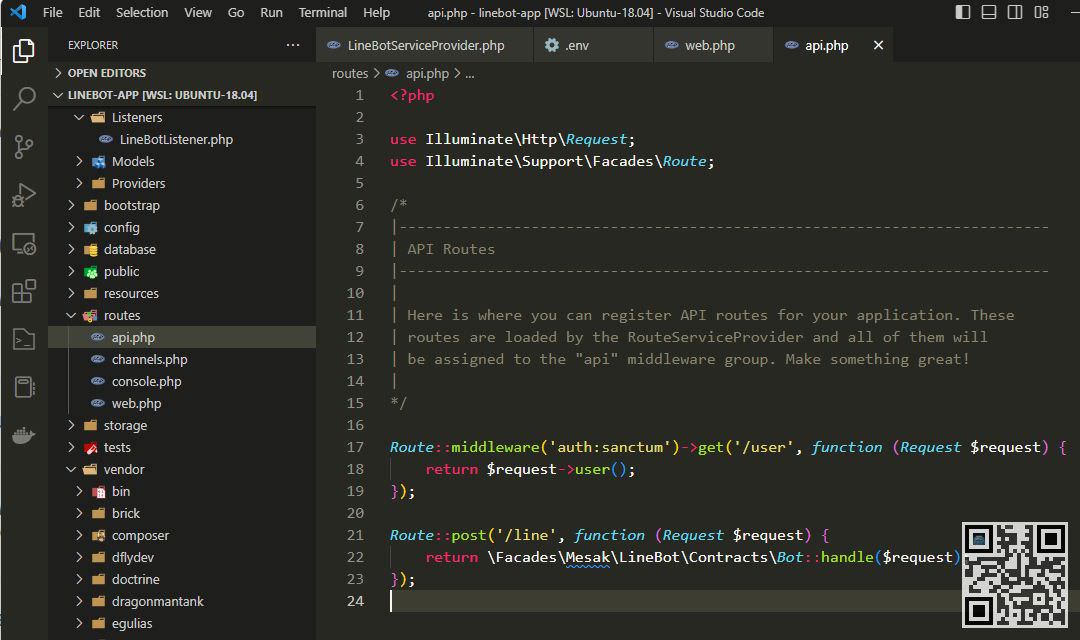 File Edit Selection View Go Run Terminal Help api.php - linebot-app [WSL: Ubuntu-18.04] - Visual Studio Code
EXPLORER ···
OPEN EDITORS
LINEBOT-APP [WSL: UBUNTU-18.04]
Listeners
LineBotListener.php
Models
Providers
bootstrap
config
database
public
resources
routes
api.php
channels.php
console.php
web.php
storage
tests
vendor
bin
brick
composer
dflydev
doctrine
dragonmantank
egulias
LineBotServiceProvider.php .env web.php api.php
routes > api.php > ...
1 <?php
2
3 use Illuminate\Http\Request;
4 use Illuminate\Support\Facades\Route;
5
6 /*
7 |--------------------------------------------------------------------------
8 | API Routes
9 |--------------------------------------------------------------------------
10 |
11 | Here is where you can register API routes for your application. These
12 | routes are loaded by the RouteServiceProvider and all of them will
13 | be assigned to the "api" middleware group. Make something great!
14 |
15 */
16
17 Route::middleware('auth:sanctum')->get('/user', function (Request $request) {
18 return $request->user();
19 });
20
21 Route::post('/line', function (Request $request) {
22 return \Facades\Mesak\LineBot\Contracts\Bot::handle($request)
23 });
24